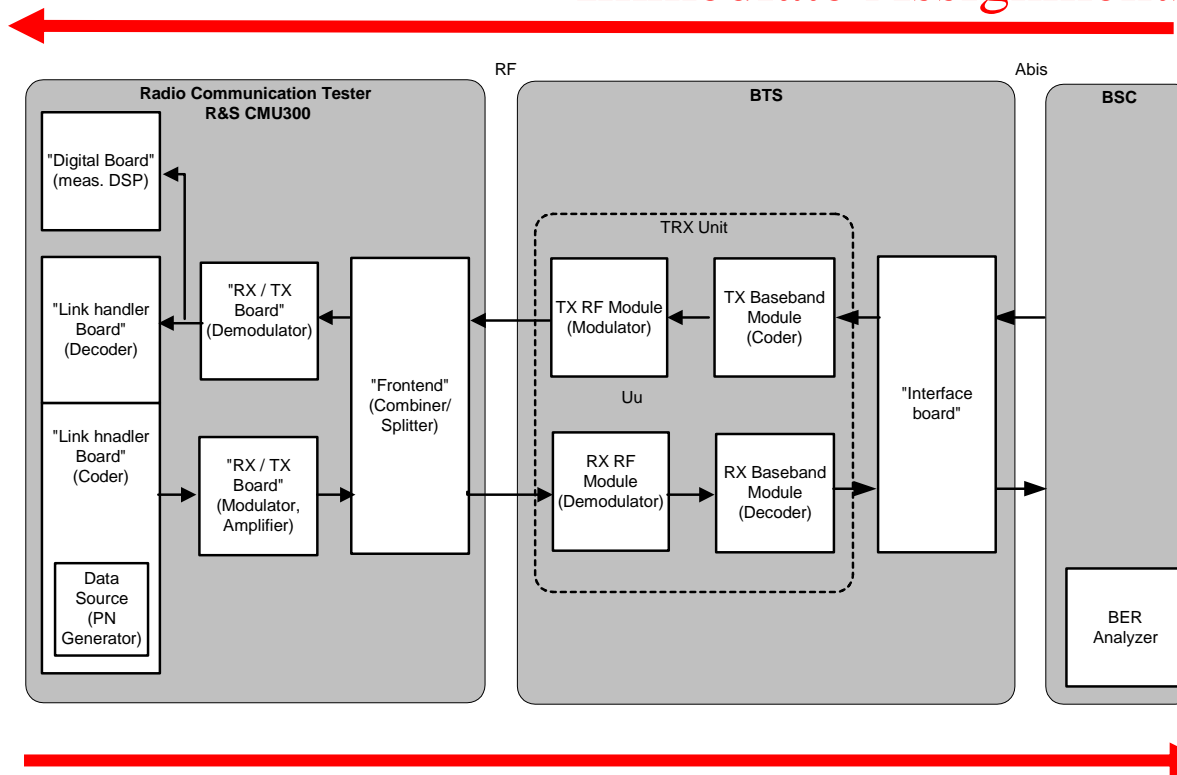 RF
Abis
Radio Communication Tester
R&S CMU300
BTS
BSC
"Digital Board"
(meas. DSP)
TRX Unit
"Link handler
Board"
(Decoder)
"RX / TX
Board"
(Demodulator)
"Frontend"
(Combiner/
Splitter)
TX RF Module
(Modulator)
TX Baseband
Module
(Coder)
"Interface
board"
Uu
"Link hnadler
Board"
(Coder)
"RX / TX
Board"
(Modulator,
Amplifier)
RX RF
Module
(Demodulator)
RX Baseband
Module
(Decoder)
Data
Source
(PN
Generator)
BER
Analyzer